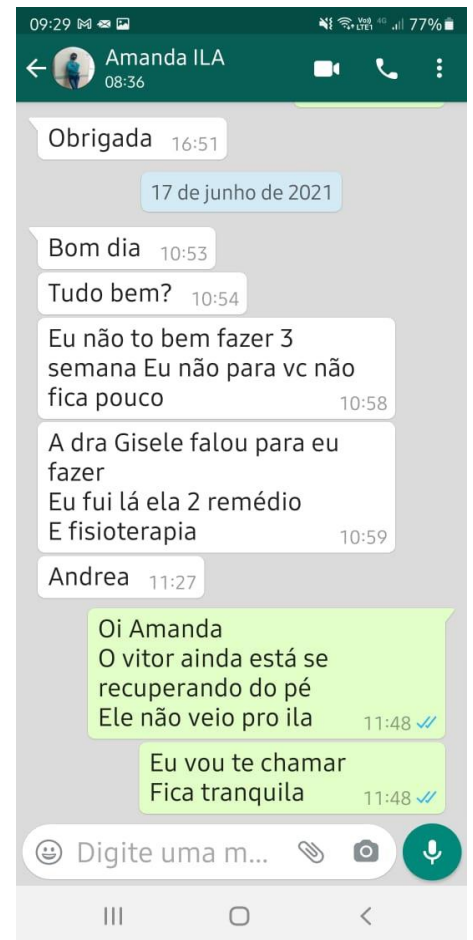 09:29 77%
Amanda ILA
08:36
Obrigada 16:51
17 de junho de 2021
Bom dia 10:53
Tudo bem? 10:54
Eu não to bem fazer 3
semana Eu não para vc não
fica pouco 10:58
A dra Gisele falou para eu
fazer
Eu fui lá ela 2 remédio
E fisioterapia 10:59
Andrea 11:27
Oi Amanda
O vitor ainda está se
recuperando do pé
Ele não veio pro ila 11:48
Eu vou te chamar
Fica tranquila 11:48
Digite uma m...